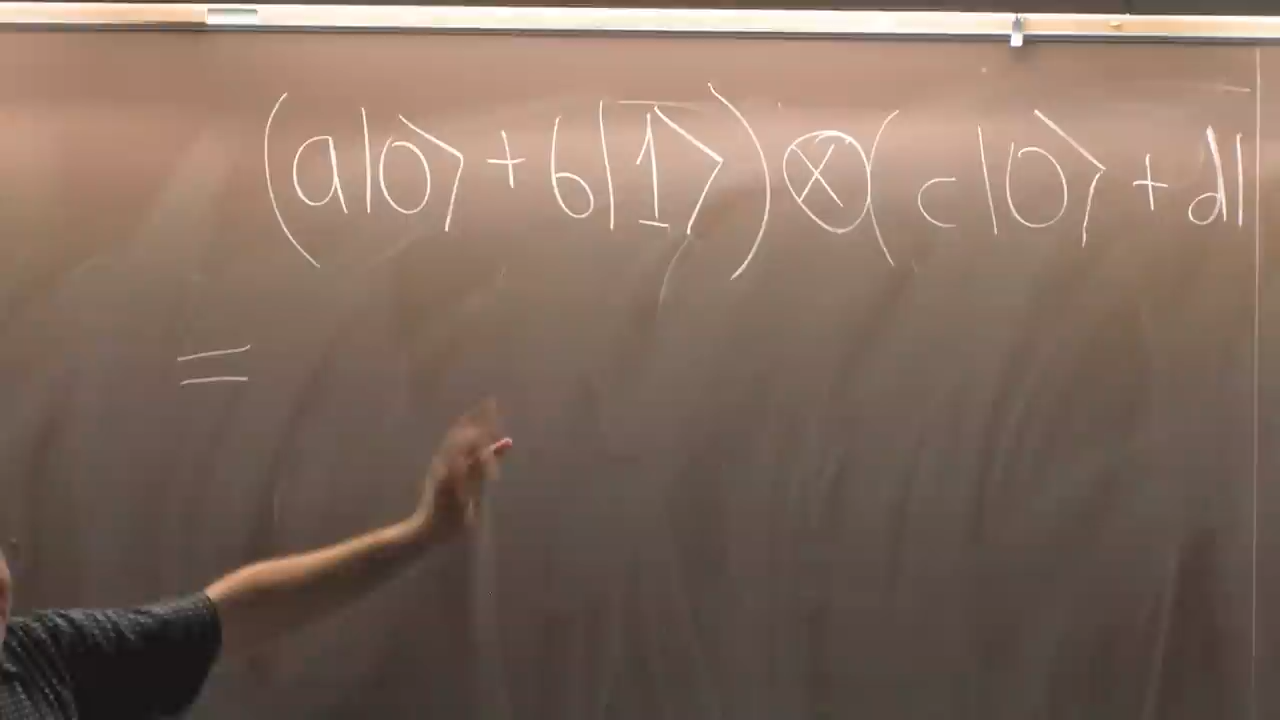 (a|0⟩ + b|1⟩) ⊗ (c|0⟩ + d|
=